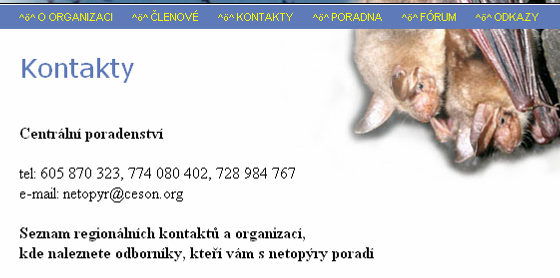 ^ö^ O ORGANIZACI ^ö^ ČLENOVÉ ^ö^ KONTAKTY ^ö^ PORADNA ^ö^ FÓRUM ^ö^ ODKAZY
Kontakty
Centrální poradenství
tel: 605 870 323, 774 080 402, 728 984 767
e-mail: netopyr@ceson.org
Seznam regionálních kontaktů a organizací,
kde naleznete odborníky, kteří vám s netopýry poradí